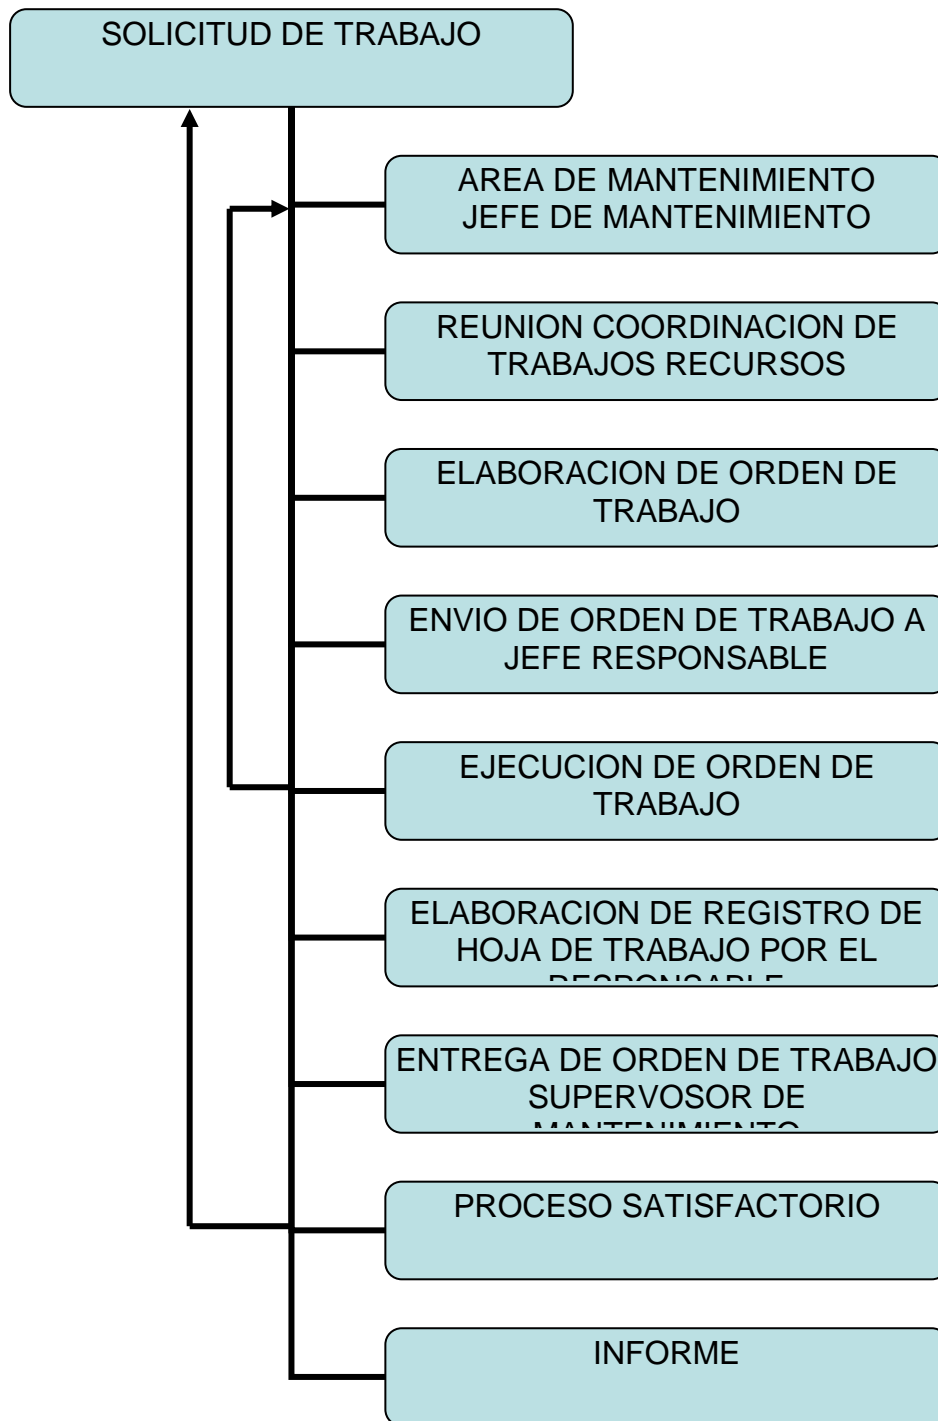 SOLICITUD DE TRABAJO
AREA DE MANTENIMIENTO
JEFE DE MANTENIMIENTO
REUNION COORDINACION DE
TRABAJOS RECURSOS
ELABORACION DE ORDEN DE
TRABAJO
ENVIO DE ORDEN DE TRABAJO A
JEFE RESPONSABLE
EJECUCION DE ORDEN DE
TRABAJO
ELABORACION DE REGISTRO DE
HOJA DE TRABAJO POR EL
RESPONSABLE
ENTREGA DE ORDEN DE TRABAJO
SUPERVOSOR DE
MANTENIMIENTO
PROCESO SATISFACTORIO
INFORME